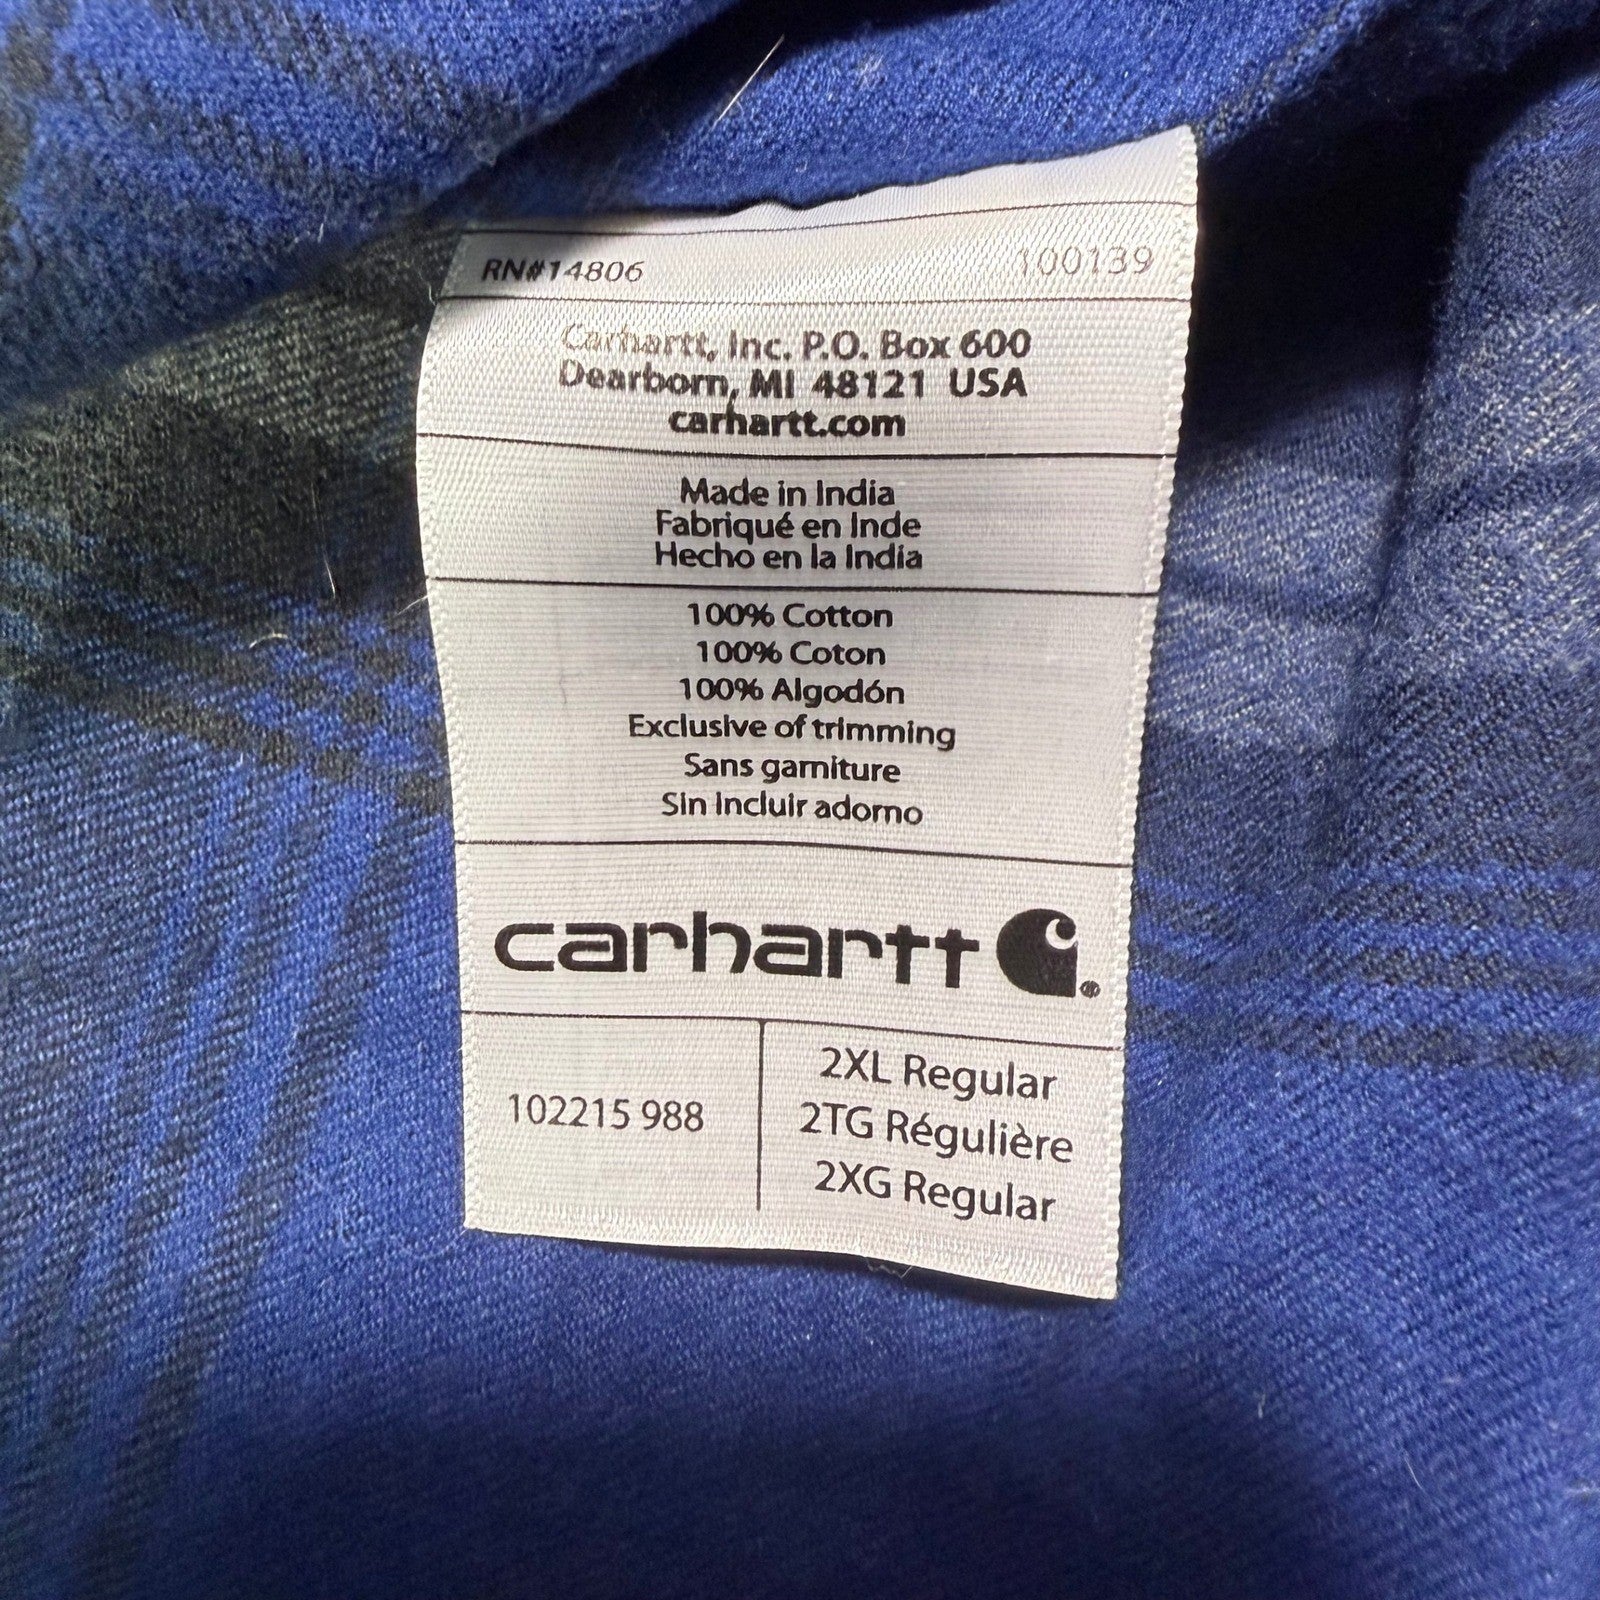 RN#14806 100139
Carhartt, Inc. P.O. Box 600
Dearborn, MI 48121 USA
carhartt.com
Made in India
Fabriqué en Inde
Hecho en la India
100% Cotton
100% Coton
100% Algodón
Exclusive of trimming
Sans garniture
Sin Incluir adorno
carhartt ®
102215 988
2XL Regular
2TG Régulière
2XG Regular